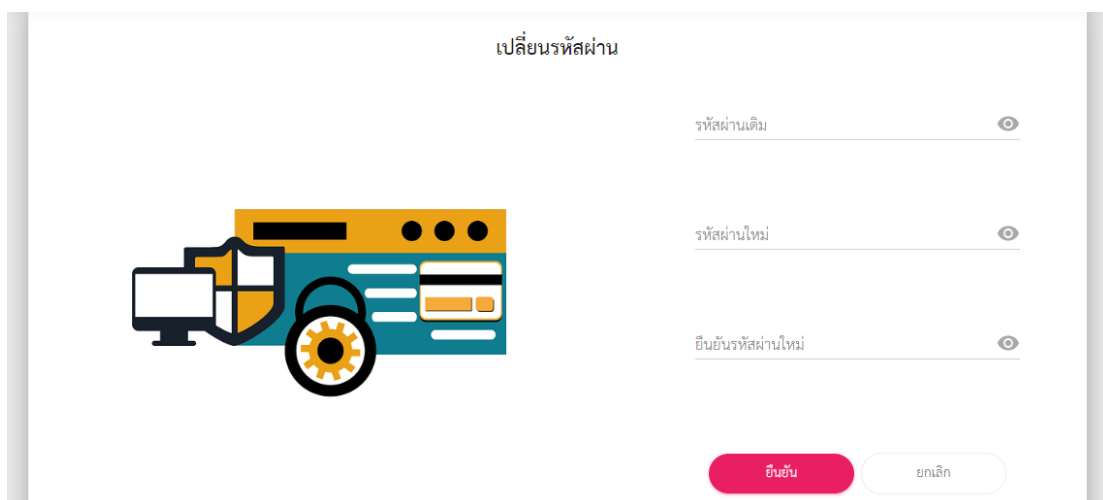 เปลี่ยนรหัสผ่าน
รหัสผ่านเดิม
รหัสผ่านใหม่
ยืนยันรหัสผ่านใหม่
ยืนยัน ยกเลิก